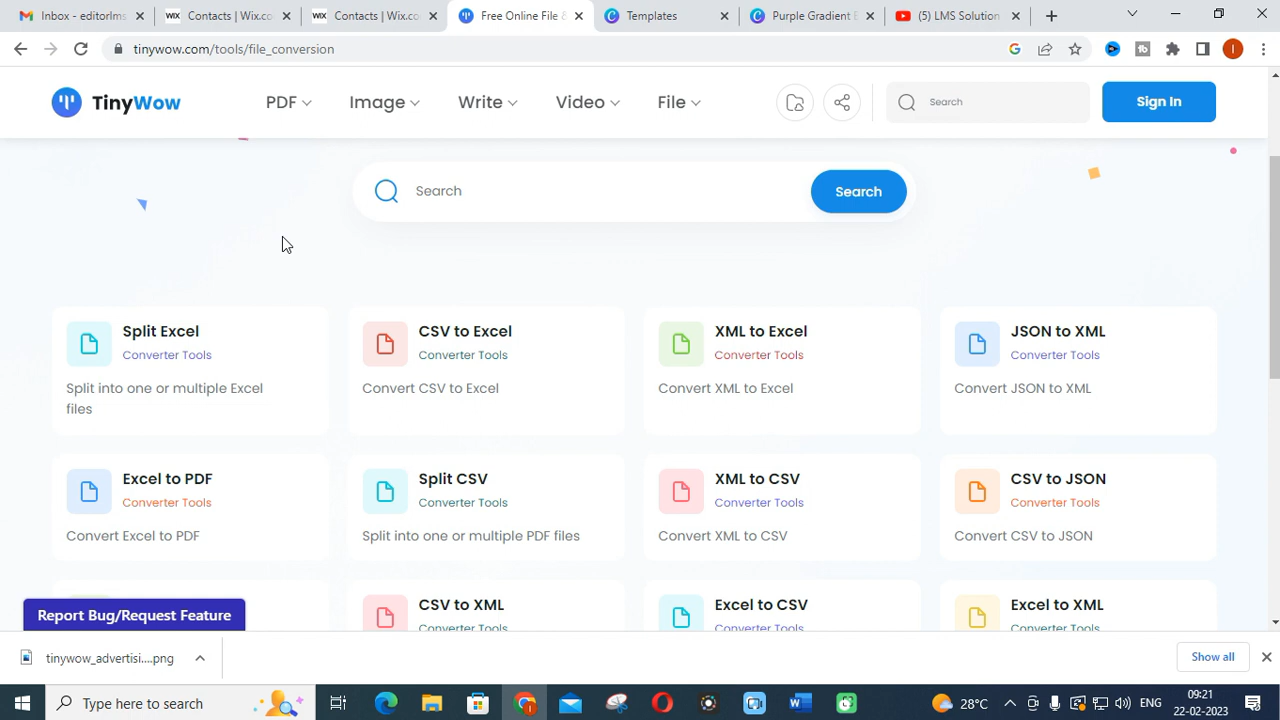 Inbox - editorlms
Contacts | Wix.co
Contacts | Wix.co
Free Online File &
Templates
Purple Gradient
(5) LMS Solution
tinywow.com/tools/file_conversion
TinyWow
PDF
Image
Write
Video
File
Search
Sign In
Search
Search
Split Excel
Converter Tools
Split into one or multiple Excel
files
CSV to Excel
Converter Tools
Convert CSV to Excel
XML to Excel
Converter Tools
Convert XML to Excel
JSON to XML
Converter Tools
Convert JSON to XML
Excel to PDF
Converter Tools
Convert Excel to PDF
Split CSV
Converter Tools
Split into one or multiple PDF files
XML to CSV
Converter Tools
Convert XML to CSV
CSV to JSON
Converter Tools
Convert CSV to JSON
CSV to XML
Converter Tools
Excel to CSV
Converter Tools
Excel to XML
Converter Tools
Report Bug/Request Feature
tinywow_advertisi....png
Show all
Type here to search
28°C
ENG
09:21
22-02-2023